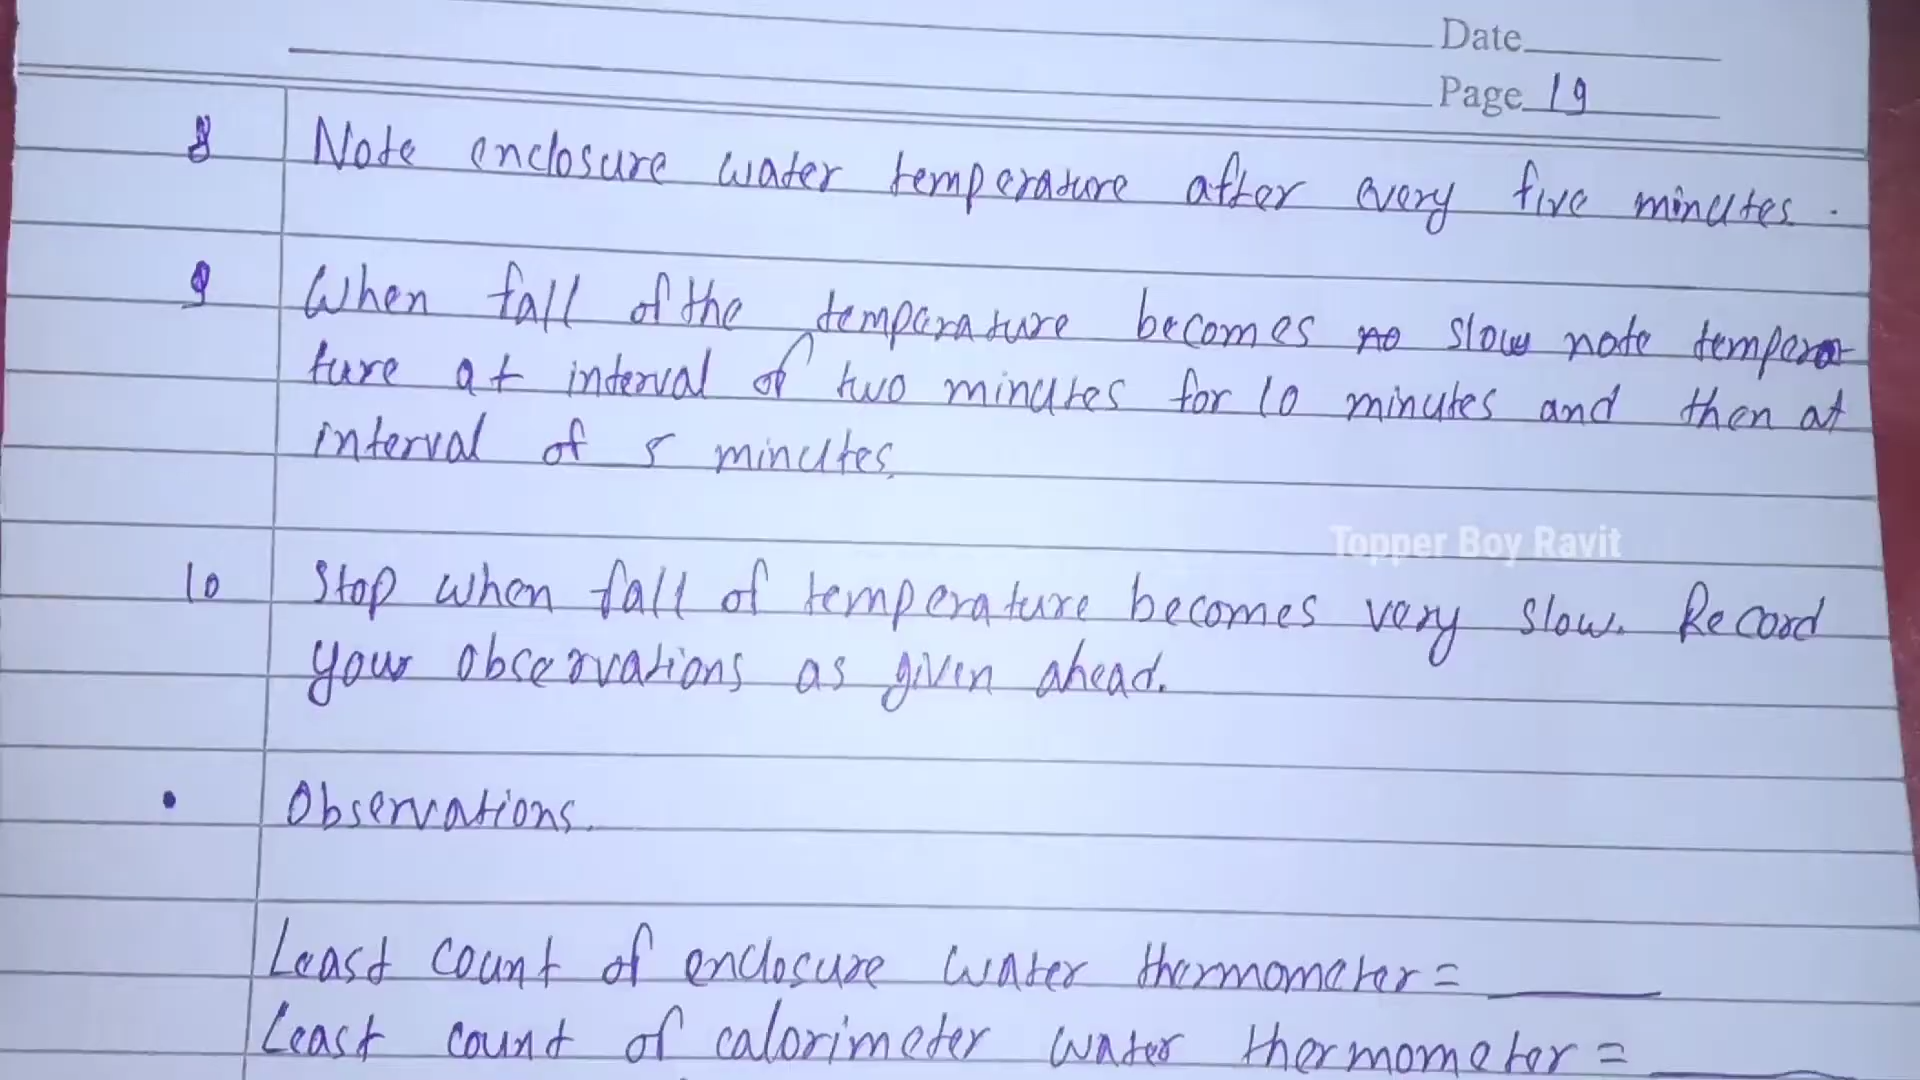 Date
Page 19
8 Note enclosure water temperature after every five minutes.
9 When fall of the temperature becomes no slow note tempera
ture at interval of two minutes for 10 minutes and then at
interval of 5 minutes.
Topper Boy Ravit
10 Stop when fall of temperature becomes very slow. Record
your observations as given ahead.
• Observations.
Least count of enclosure water thermometer =
Least count of calorimeter water thermometer =